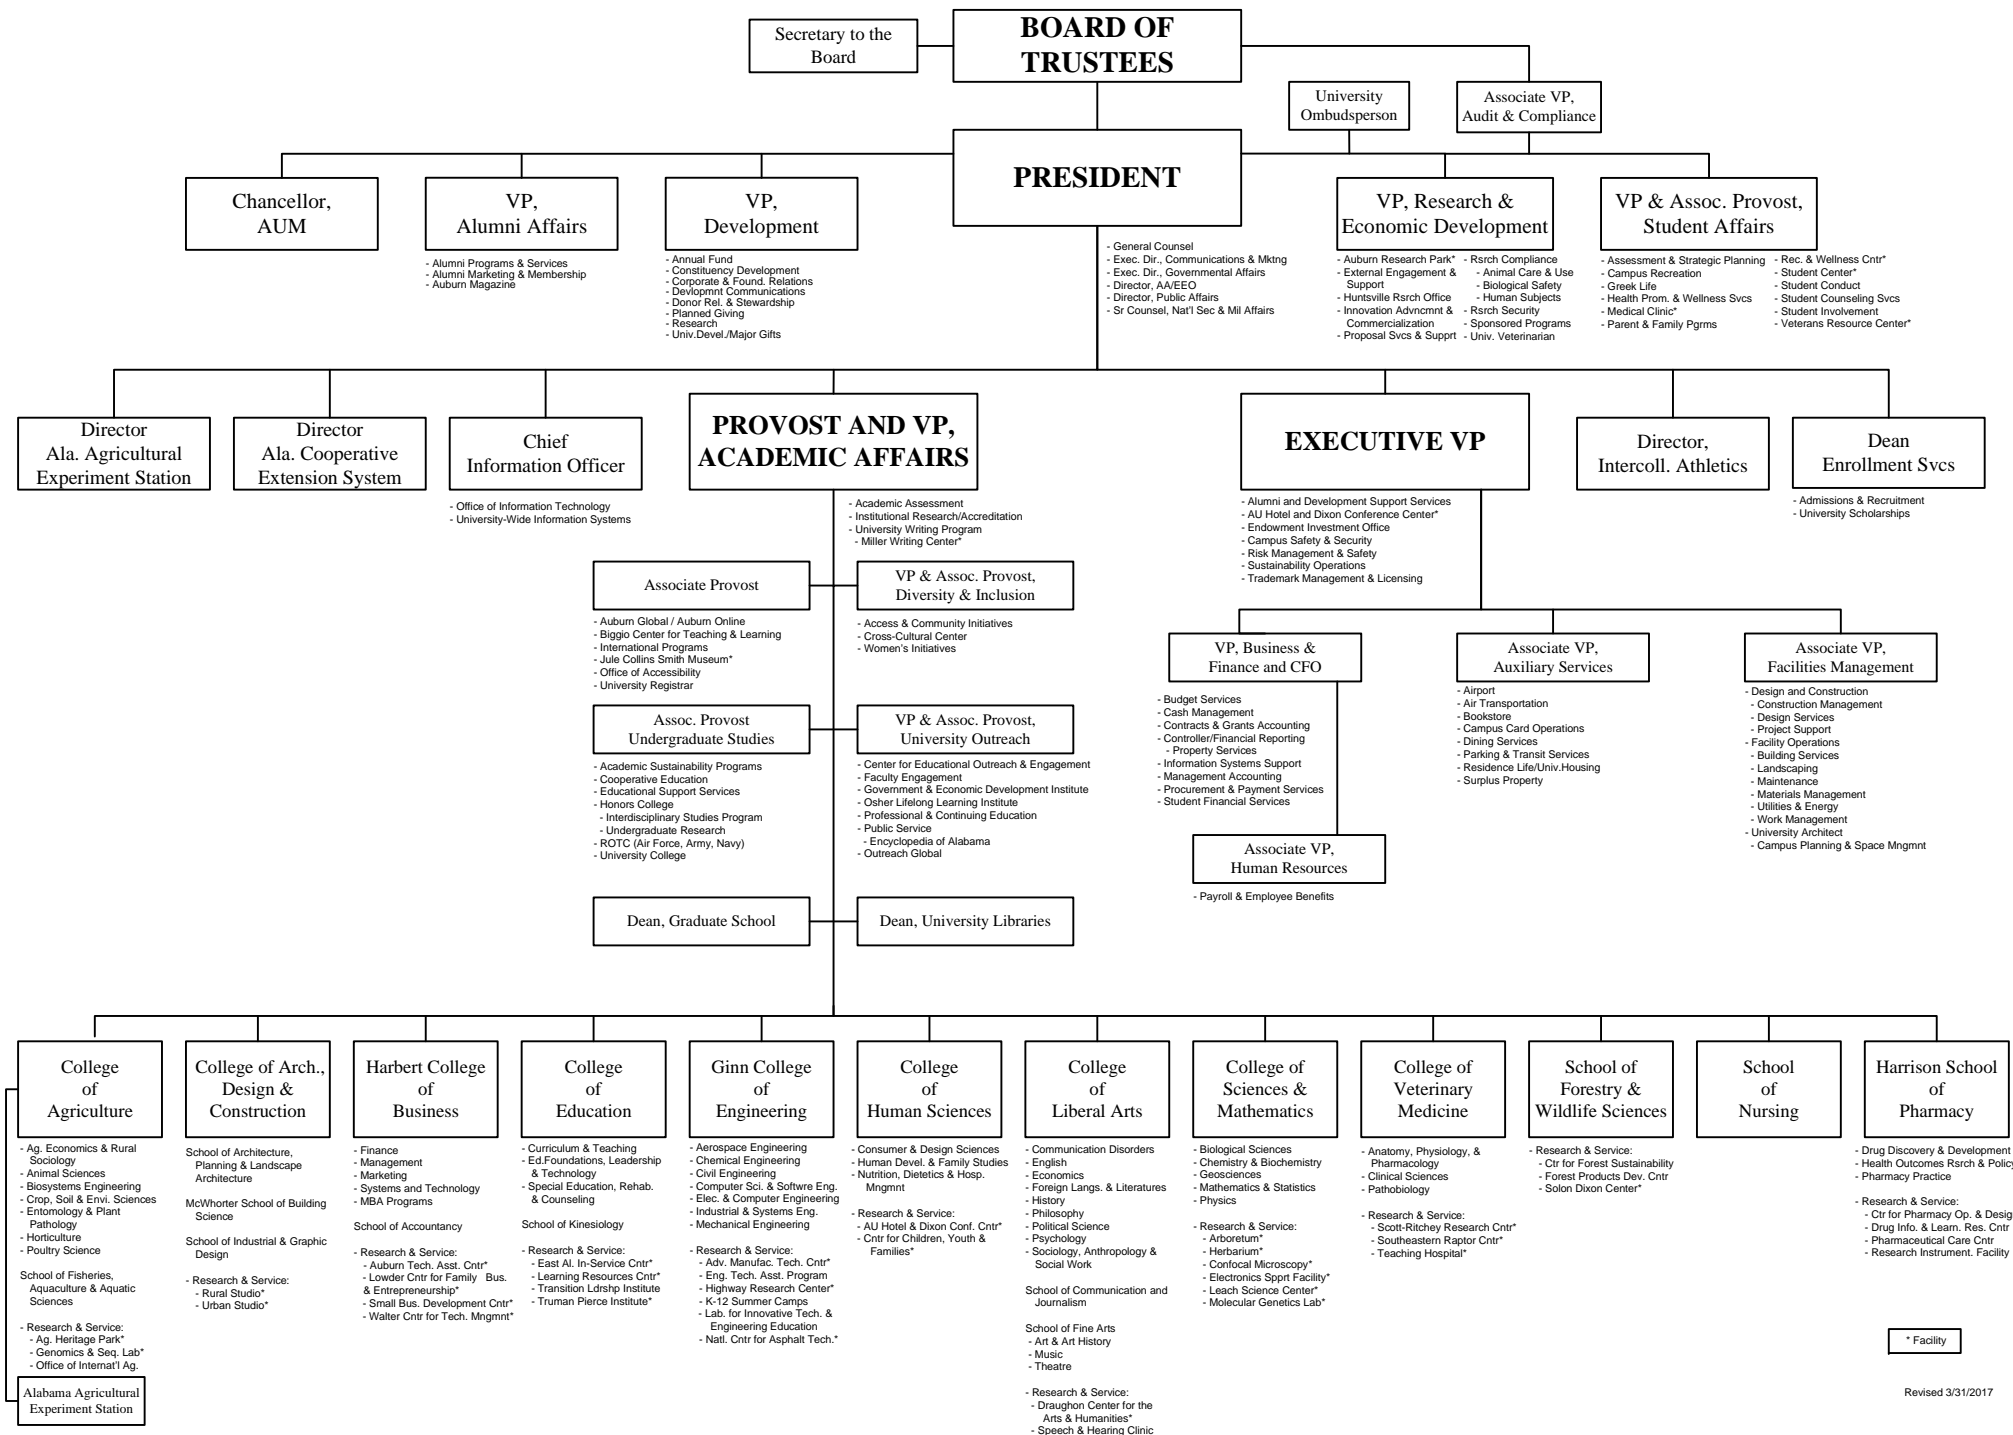 Secretary to the
Board
BOARD OF
TRUSTEES
University
Ombudsperson
Associate VP,
Audit & Compliance
PRESIDENT
Chancellor,
AUM
VP,
Alumni Affairs
- Alumni Programs & Services
- Alumni Marketing & Membership
- Auburn Magazine
VP,
Development
- Annual Fund
- Constituency Development
- Corporate & Found. Relations
- Devlopmnt Communications
- Donor Rel. & Stewardship
- Planned Giving
- Research
- Univ.Devel./Major Gifts
- General Counsel
- Exec. Dir., Communications & Mktng
- Exec. Dir., Governmental Affairs
- Director, AA/EEO
- Director, Public Affairs
- Sr Counsel, Nat'l Sec & Mil Affairs
VP, Research &
Economic Development
- Auburn Research Park*
- External Engagement &
Support
- Huntsville Rsrch Office
- Innovation Advncmnt &
Commercialization
- Proposal Svcs & Supprt
- Rsrch Compliance
- Animal Care & Use
- Biological Safety
- Human Subjects
- Rsrch Security
- Sponsored Programs
- Univ. Veterinarian
VP & Assoc. Provost,
Student Affairs
- Assessment & Strategic Planning
- Campus Recreation
- Greek Life
- Health Prom. & Wellness Svcs
- Medical Clinic*
- Parent & Family Pgrms
- Rec. & Wellness Cntr*
- Student Center*
- Student Conduct
- Student Counseling Svcs
- Student Involvement
- Veterans Resource Center*
Director
Ala. Agricultural
Experiment Station
Director
Ala. Cooperative
Extension System
Chief
Information Officer
- Office of Information Technology
- University-Wide Information Systems
PROVOST AND VP,
ACADEMIC AFFAIRS
- Academic Assessment
- Institutional Research/Accreditation
- University Writing Program
- Miller Writing Center*
EXECUTIVE VP
- Alumni and Development Support Services
- AU Hotel and Dixon Conference Center*
- Endowment Investment Office
- Campus Safety & Security
- Risk Management & Safety
- Sustainability Operations
- Trademark Management & Licensing
Director,
Intercoll. Athletics
Dean
Enrollment Svcs
- Admissions & Recruitment
- University Scholarships
Associate Provost
- Auburn Global / Auburn Online
- Biggio Center for Teaching & Learning
- International Programs
- Jule Collins Smith Museum*
- Office of Accessibility
- University Registrar
VP & Assoc. Provost,
Diversity & Inclusion
- Access & Community Initiatives
- Cross-Cultural Center
- Women's Initiatives
Assoc. Provost
Undergraduate Studies
- Academic Sustainability Programs
- Cooperative Education
- Educational Support Services
- Honors College
- Interdisciplinary Studies Program
- Undergraduate Research
- ROTC (Air Force, Army, Navy)
- University College
VP & Assoc. Provost,
University Outreach
- Center for Educational Outreach & Engagement
- Faculty Engagement
- Government & Economic Development Institute
- Osher Lifelong Learning Institute
- Professional & Continuing Education
- Public Service
- Encyclopedia of Alabama
- Outreach Global
Dean, Graduate School
Dean, University Libraries
VP, Business &
Finance and CFO
- Budget Services
- Cash Management
- Contracts & Grants Accounting
- Controller/Financial Reporting
- Property Services
- Information Systems Support
- Management Accounting
- Procurement & Payment Services
- Student Financial Services
Associate VP,
Human Resources
- Payroll & Employee Benefits
Associate VP,
Auxiliary Services
- Airport
- Air Transportation
- Bookstore
- Campus Card Operations
- Dining Services
- Parking & Transit Services
- Residence Life/Univ.Housing
- Surplus Property
Associate VP,
Facilities Management
- Design and Construction
- Construction Management
- Design Services
- Project Support
- Facility Operations
- Building Services
- Landscaping
- Maintenance
- Materials Management
- Utilities & Energy
- Work Management
- University Architect
- Campus Planning & Space Mngmnt
College
of
Agriculture
- Ag. Economics & Rural
Sociology
- Animal Sciences
- Biosystems Engineering
- Crop, Soil & Envi. Sciences
- Entomology & Plant
Pathology
- Horticulture
- Poultry Science
School of Fisheries,
Aquaculture & Aquatic
Sciences
- Research & Service:
- Ag. Heritage Park*
- Genomics & Seq. Lab*
- Office of Internat'l Ag.
Alabama Agricultural
Experiment Station
College of Arch.,
Design &
Construction
School of Architecture,
Planning & Landscape
Architecture
McWhorter School of Building
Science
School of Industrial & Graphic
Design
- Research & Service:
- Rural Studio*
- Urban Studio*
Harbert College
of
Business
- Finance
- Management
- Marketing
- Systems and Technology
- MBA Programs
School of Accountancy
- Research & Service:
- Auburn Tech. Asst. Cntr*
- Lowder Cntr for Family Bus.
& Entrepreneurship*
- Small Bus. Development Cntr*
- Walter Cntr for Tech. Mngmnt*
College
of
Education
- Curriculum & Teaching
- Ed.Foundations, Leadership
& Technology
- Special Education, Rehab.
& Counseling
School of Kinesiology
- Research & Service:
- East Al. In-Service Cntr*
- Learning Resources Cntr*
- Transition Ldrshp Institute
- Truman Pierce Institute*
Ginn College
of
Engineering
- Aerospace Engineering
- Chemical Engineering
- Civil Engineering
- Computer Sci. & Softwre Eng.
- Elec. & Computer Engineering
- Industrial & Systems Eng.
- Mechanical Engineering
- Research & Service:
- Adv. Manufac. Tech. Cntr*
- Eng. Tech. Asst. Program
- Highway Research Center*
- K-12 Summer Camps
- Lab. for Innovative Tech. &
Engineering Education
- Natl. Cntr for Asphalt Tech.*
College
of
Human Sciences
- Consumer & Design Sciences
- Human Devel. & Family Studies
- Nutrition, Dietetics & Hosp.
Mngmnt
- Research & Service:
- AU Hotel & Dixon Conf. Cntr*
- Cntr for Children, Youth &
Families*
College
of
Liberal Arts
- Communication Disorders
- English
- Economics
- Foreign Langs. & Literatures
- History
- Philosophy
- Political Science
- Psychology
- Sociology, Anthropology &
Social Work
School of Communication and
Journalism
School of Fine Arts
- Art & Art History
- Music
- Theatre
- Research & Service:
- Draughon Center for the
Arts & Humanities*
- Speech & Hearing Clinic
College of
Sciences &
Mathematics
- Biological Sciences
- Chemistry & Biochemistry
- Geosciences
- Mathematics & Statistics
- Physics
- Research & Service:
- Arboretum*
- Herbarium*
- Confocal Microscopy*
- Electronics Spprt Facility*
- Leach Science Center*
- Molecular Genetics Lab*
College of
Veterinary
Medicine
- Anatomy, Physiology, &
Pharmacology
- Clinical Sciences
- Pathobiology
- Research & Service:
- Scott-Ritchey Research Cntr*
- Southeastern Raptor Cntr*
- Teaching Hospital*
School of
Forestry &
Wildlife Sciences
- Research & Service:
- Ctr for Forest Sustainability
- Forest Products Dev. Cntr
- Solon Dixon Center*
School
of
Nursing
Harrison School
of
Pharmacy
- Drug Discovery & Development
- Health Outcomes Rsrch & Policy
- Pharmacy Practice
- Research & Service:
- Ctr for Pharmacy Op. & Desig
- Drug Info. & Learn. Res. Cntr
- Pharmaceutical Care Cntr
- Research Instrument. Facility
* Facility
Revised 3/31/2017